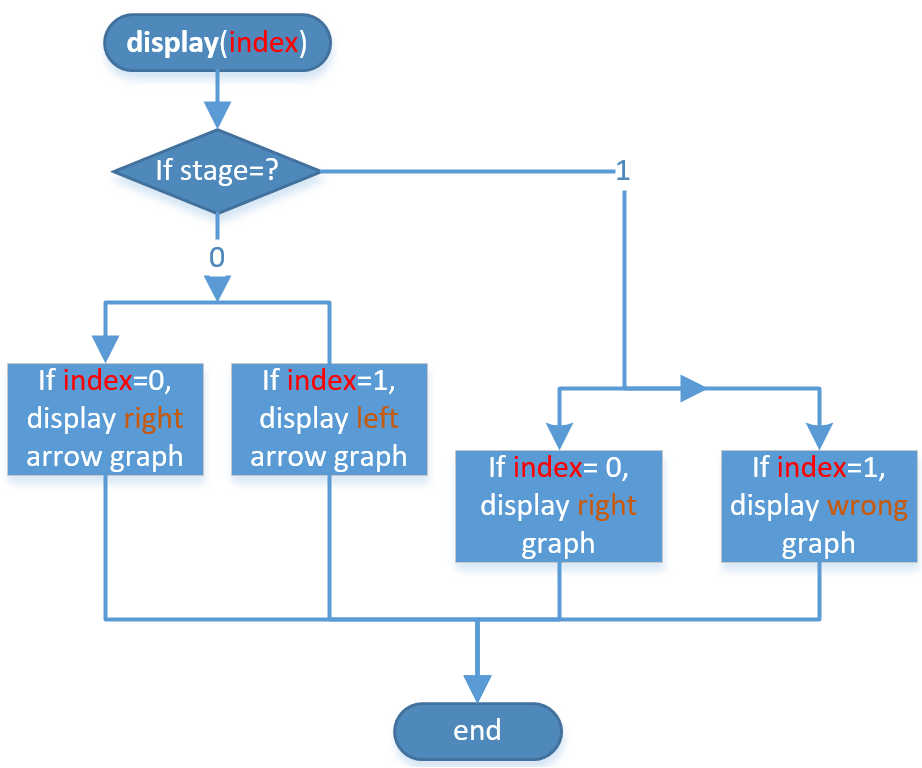 display(index)
If stage=?
1
0
If index=0,
display right
arrow graph
If index=1,
display left
arrow graph
If index= 0,
display right
graph
If index=1,
display wrong
graph
end